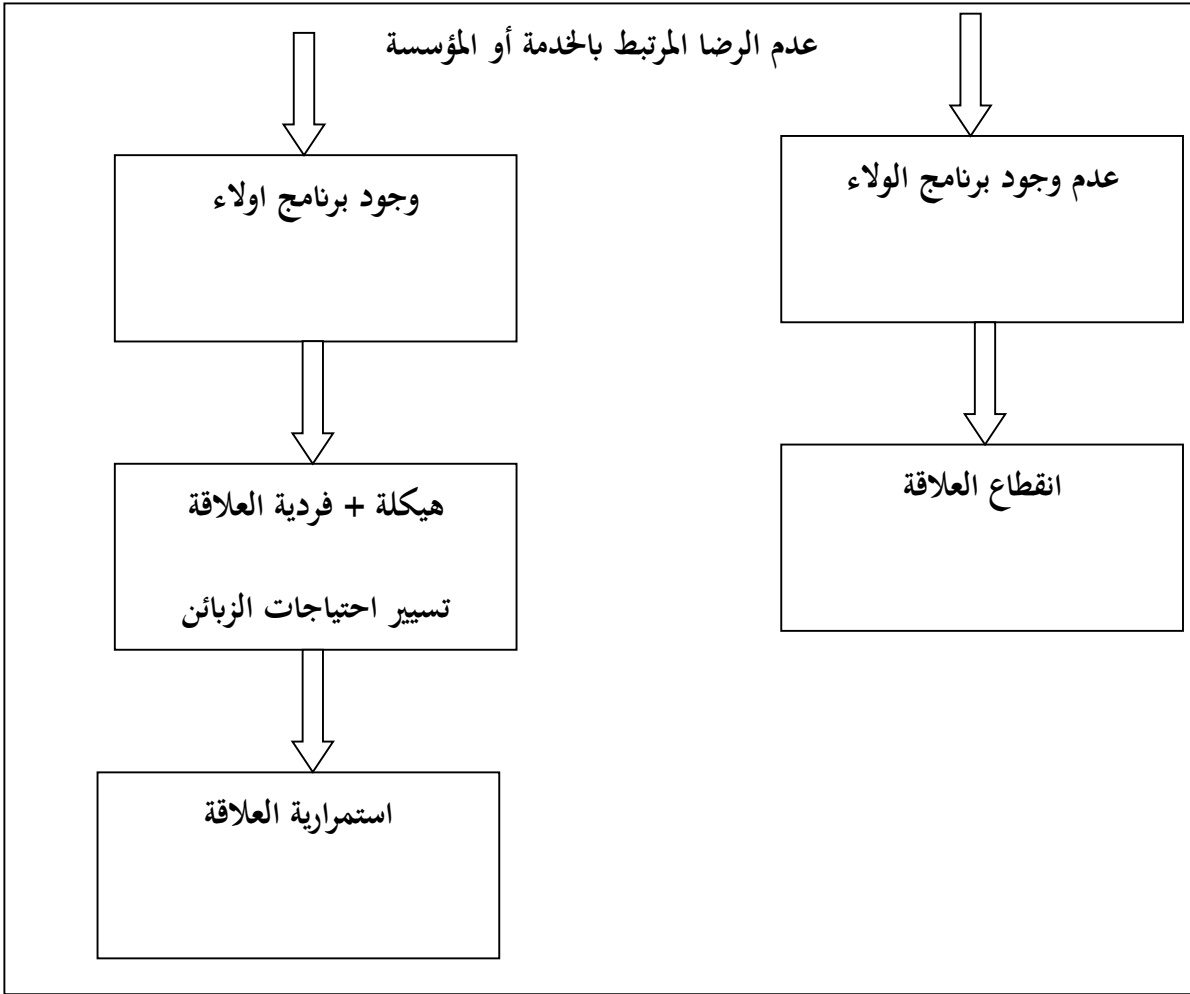 عدم الرضا المرتبط بالخدمة أو المؤسسة
عدم وجود برنامج الولاء
وجود برنامج اولاء
انقطاع العلاقة
هيكلة + فردية العلاقة
تسيير احتياجات الزبائن
استمرارية العلاقة